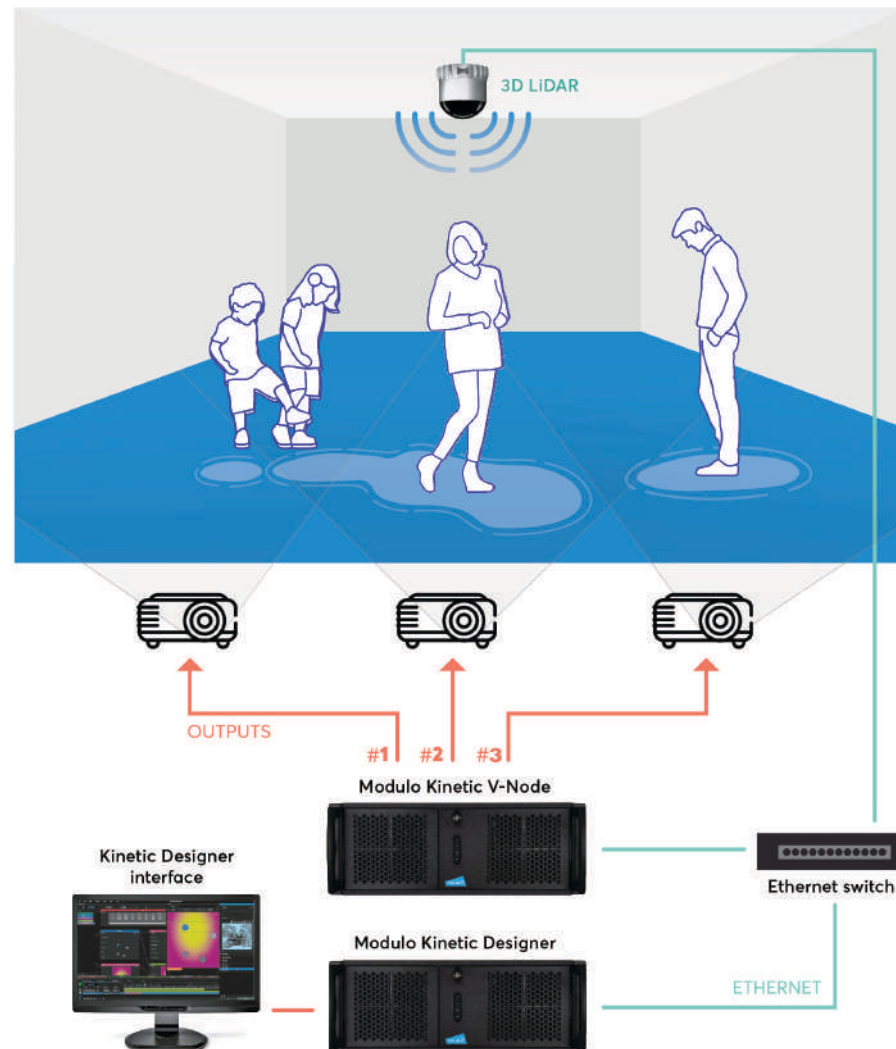 3D LiDAR
OUTPUTS
#1
#2
#3
Modulo Kinetic V-Node
Kinetic Designer
interface
Ethernet switch
Modulo Kinetic Designer
ETHERNET